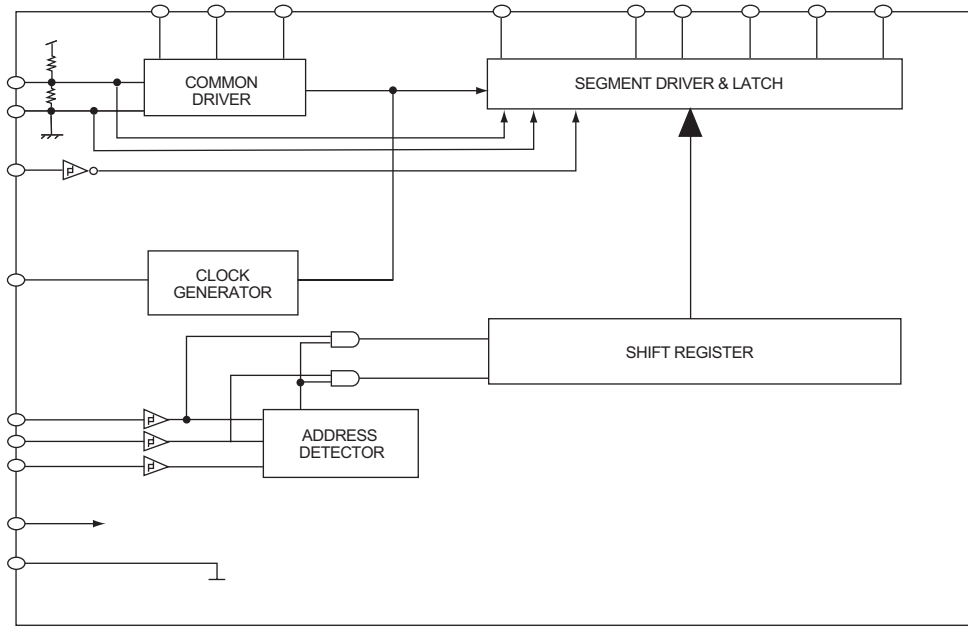 COMMON
DRIVER
SEGMENT DRIVER & LATCH
CLOCK
GENERATOR
SHIFT REGISTER
ADDRESS
DETECTOR